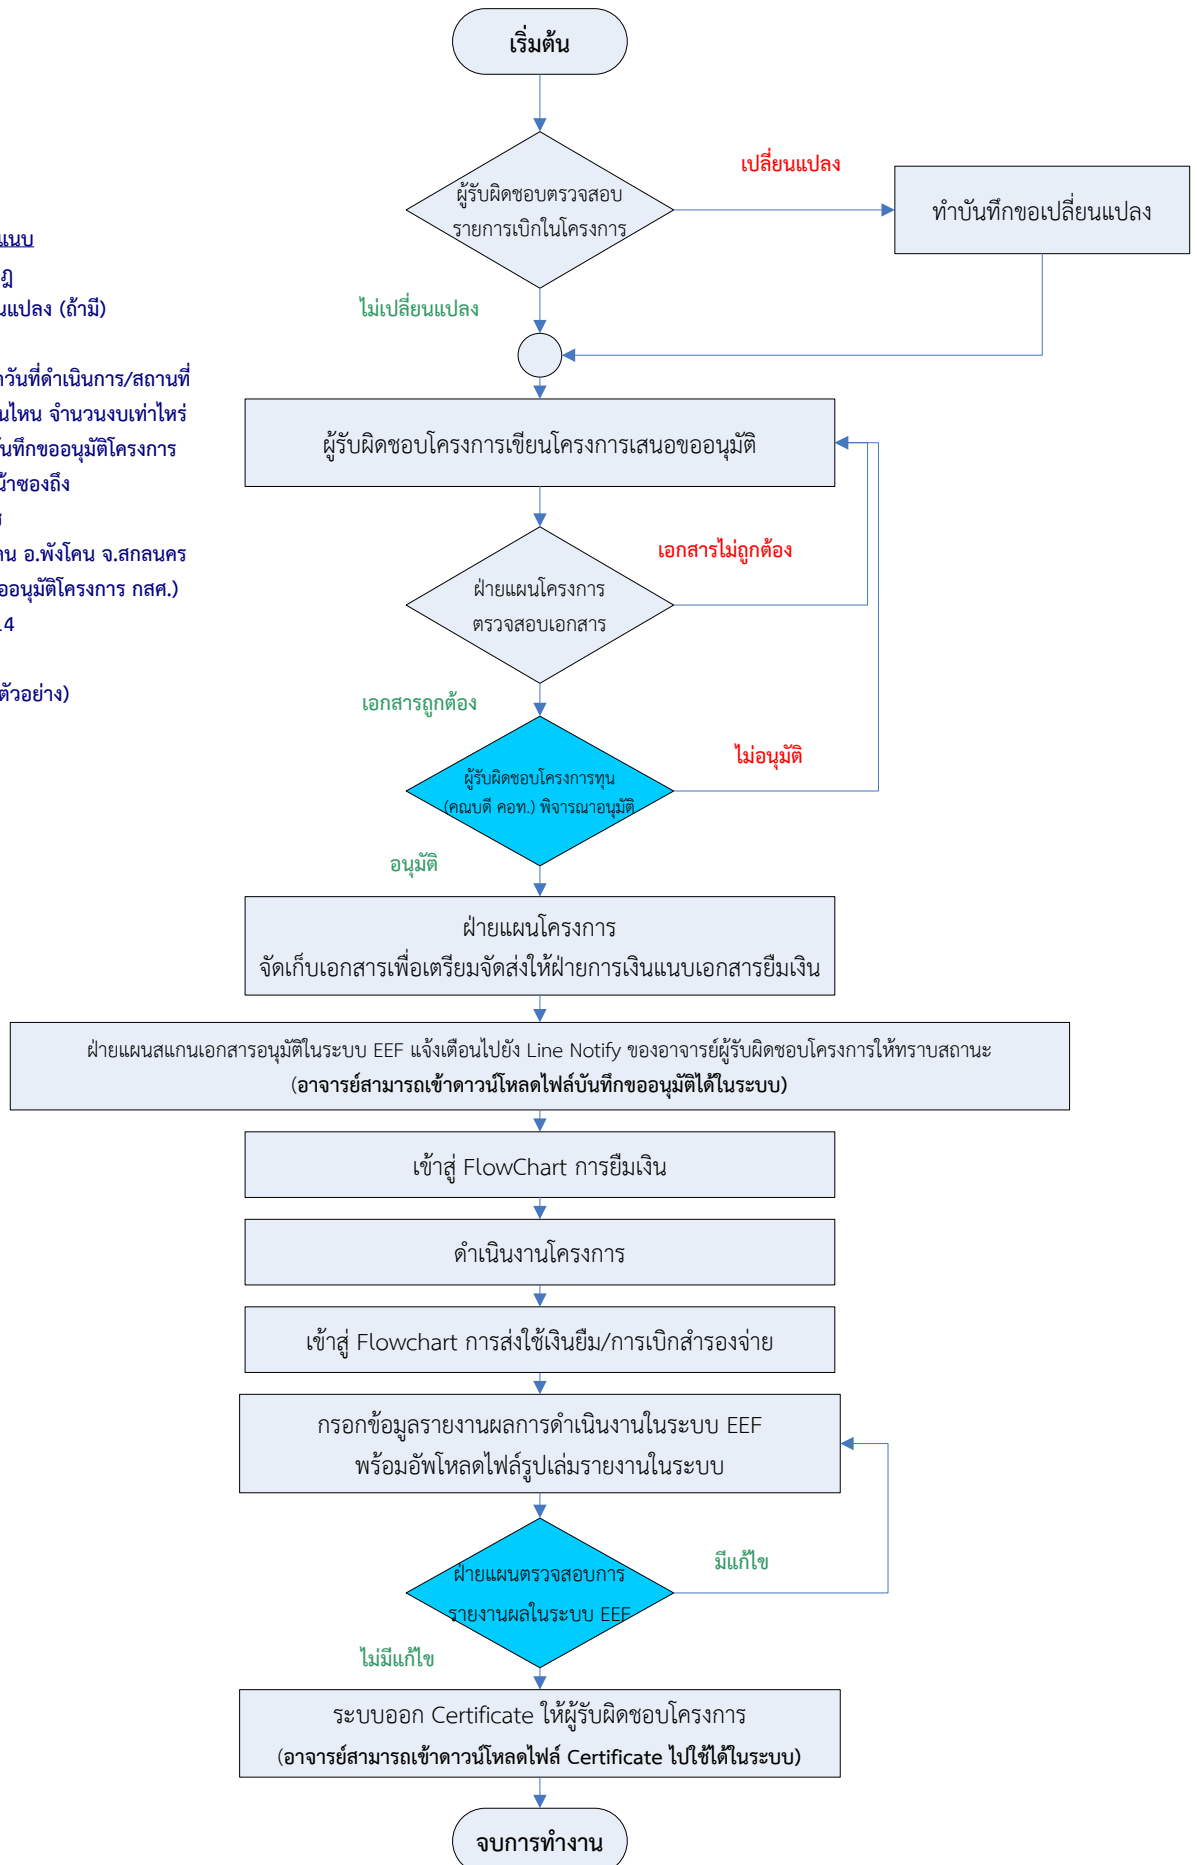 เริ่มต้น
ผู้รับผิดชอบตรวจสอบ
รายการเบิกในโครงการ
เปลี่ยนแปลง
ทำบันทึกขอเปลี่ยนแปลง
ไม่เปลี่ยนแปลง
แนบ
ฎ
นแปลง (ถ้ามี)
วันที่ดำเนินการ/สถานที่
นไหน จำนวนงบเท่าไหร่
ันทึกขออนุมัติโครงการ
น้าซองถึง
คน อ.พังโคน จ.สกลนคร
ออนุมัติโครงการ กสศ.)
14
ตัวอย่าง)
ผู้รับผิดชอบโครงการเขียนโครงการเสนอขออนุมัติ
ฝ่ายแผนโครงการ
ตรวจสอบเอกสาร
เอกสารไม่ถูกต้อง
เอกสารถูกต้อง
ผู้รับผิดชอบโครงการทุน
(คณบดี คอท.) พิจารณาอนุมัติ
ไม่อนุมัติ
อนุมัติ
ฝ่ายแผนโครงการ
จัดเก็บเอกสารเพื่อเตรียมจัดส่งให้ฝ่ายการเงินแนบเอกสารยืมเงิน
ฝ่ายแผนสแกนเอกสารอนุมัติในระบบ EEF แจ้งเตือนไปยัง Line Notify ของอาจารย์ผู้รับผิดชอบโครงการให้ทราบสถานะ
(อาจารย์สามารถเข้าดาวน์โหลดไฟล์บันทึกขออนุมัติได้ในระบบ)
เข้าสู่ FlowChart การยืมเงิน
ดำเนินงานโครงการ
เข้าสู่ Flowchart การส่งใช้เงินยืม/การเบิกสำรองจ่าย
กรอกข้อมูลรายงานผลการดำเนินงานในระบบ EEF
พร้อมอัพโหลดไฟล์รูปเล่มรายงานในระบบ
ฝ่ายแผนตรวจสอบการ
รายงานผลในระบบ EEF
มีแก้ไข
ไม่มีแก้ไข
ระบบออก Certificate ให้ผู้รับผิดชอบโครงการ
(อาจารย์สามารถเข้าดาวน์โหลดไฟล์ Certificate ไปใช้ได้ในระบบ)
จบการทำงาน